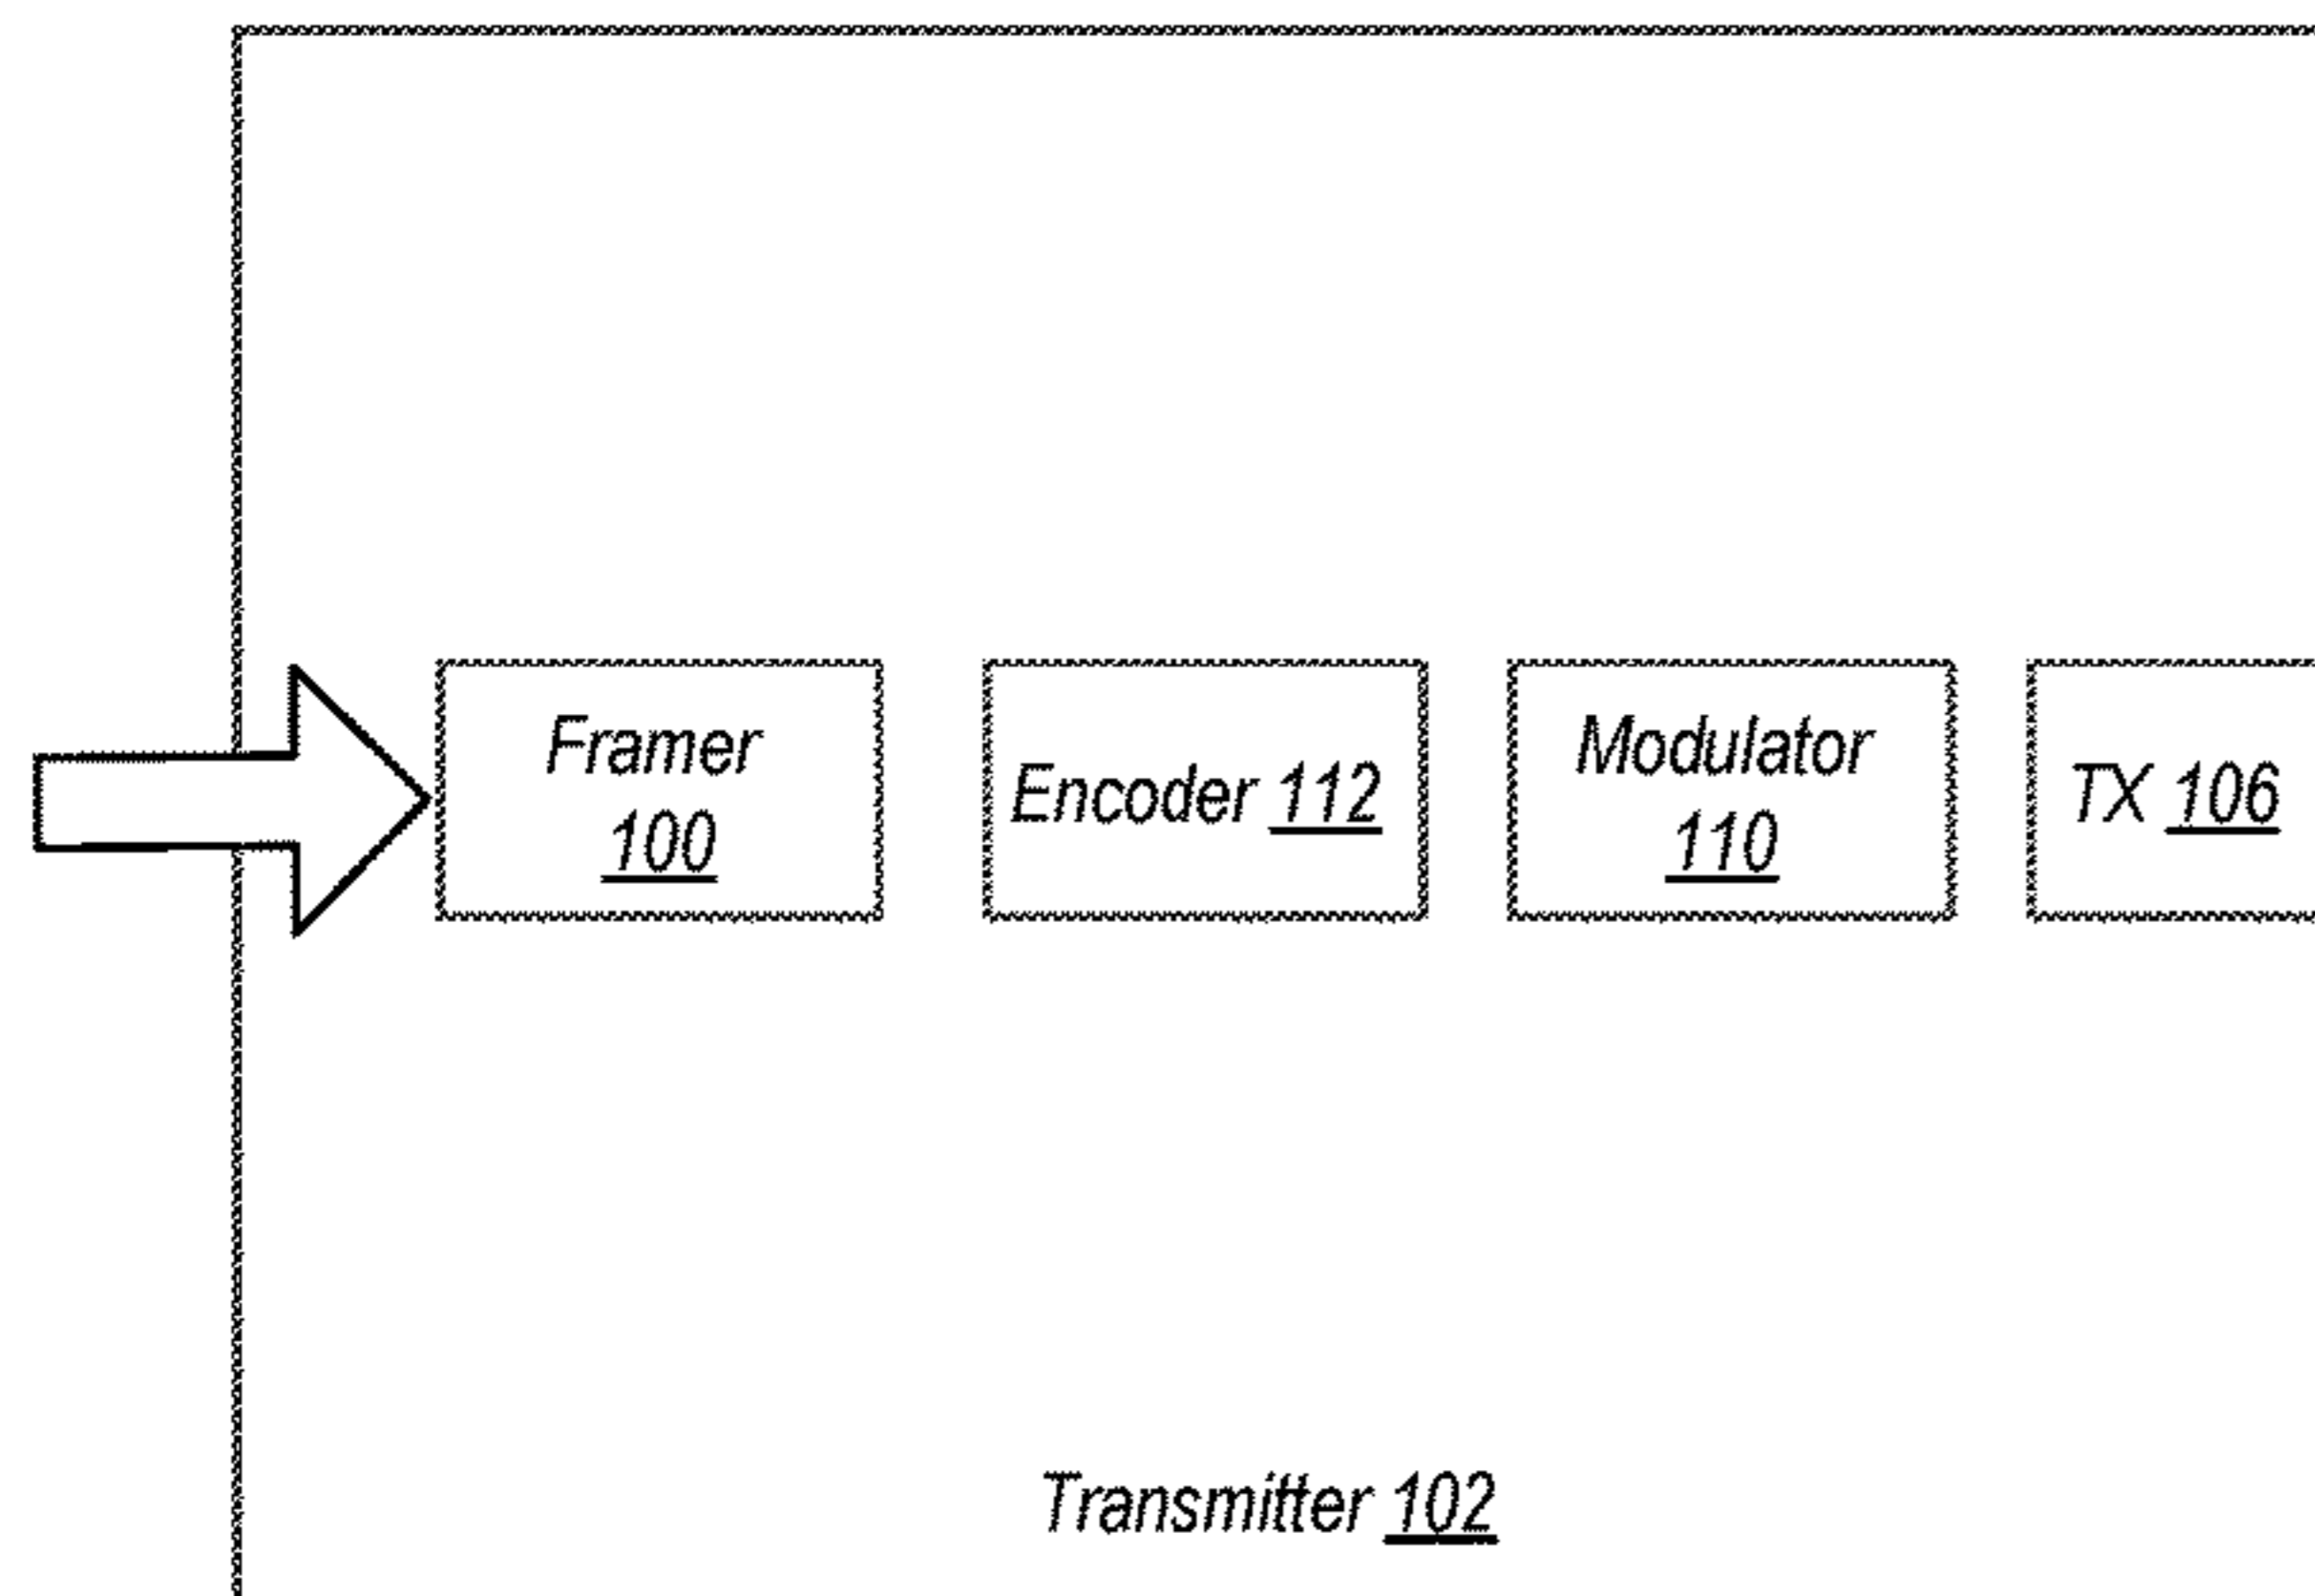 Framer
100
Encoder 112
Modulator
110
TX 106
Transmitter 102